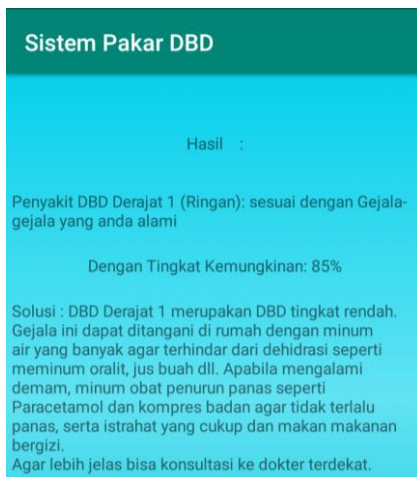 Sistem Pakar DBD
Hasil :
Penyakit DBD Derajat 1 (Ringan): sesuai dengan Gejala-
gejala yang anda alami
Dengan Tingkat Kemungkinan: 85%
Solusi : DBD Derajat 1 merupakan DBD tingkat rendah.
Gejala ini dapat ditangani di rumah dengan minum
air yang banyak agar terhindar dari dehidrasi seperti
meminum oralit, jus buah dll. Apabila mengalami
demam, minum obat penurun panas seperti
Paracetamol dan kompres badan agar tidak terlalu
panas, serta istrahat yang cukup dan makan makanan
bergizi.
Agar lebih jelas bisa konsultasi ke dokter terdekat.